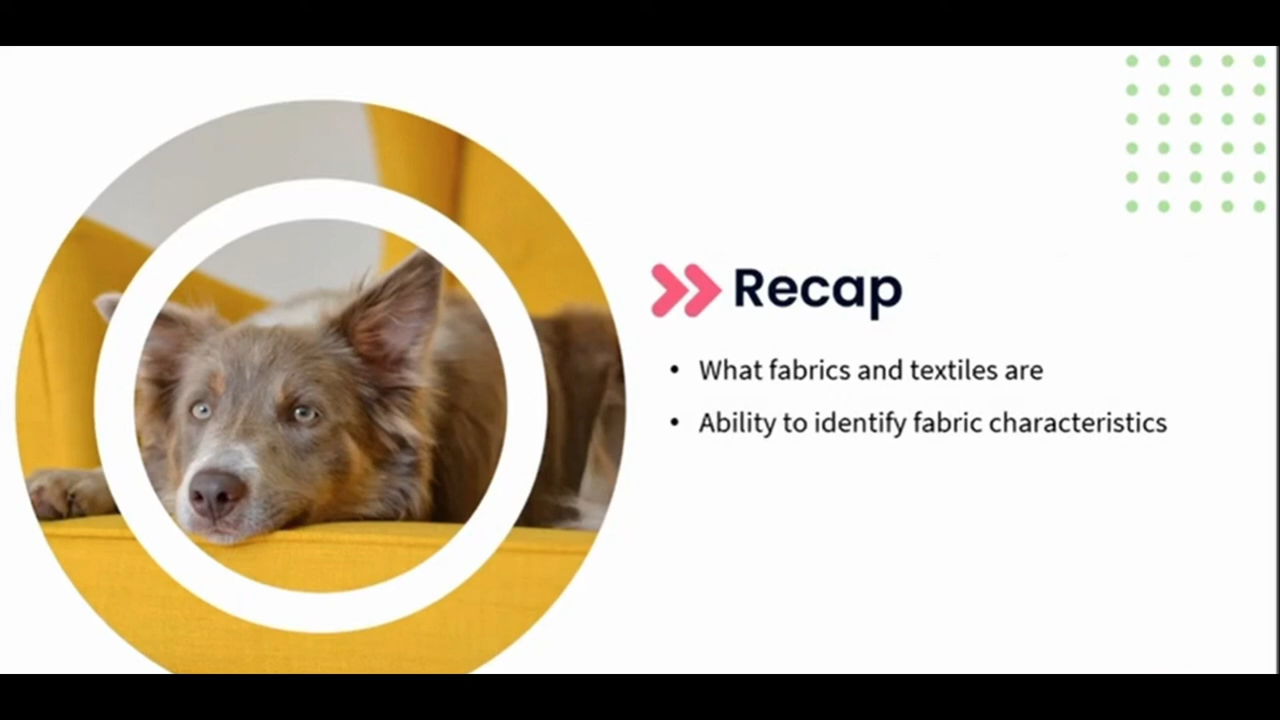 Recap
• What fabrics and textiles are
• Ability to identify fabric characteristics